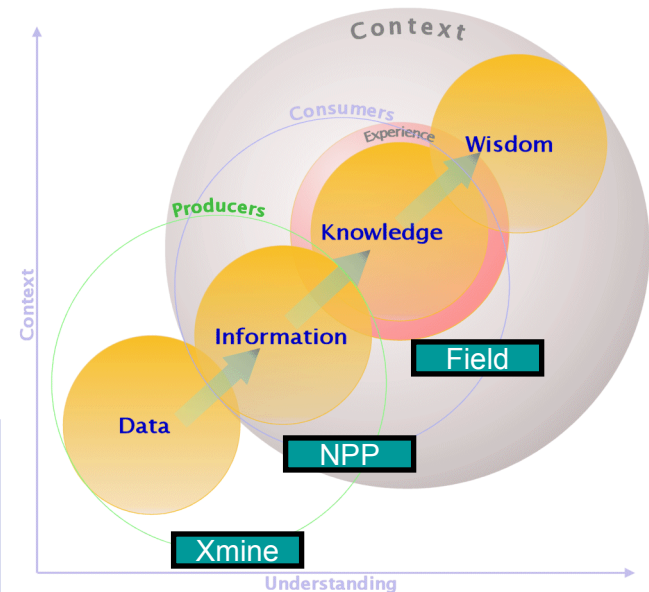 Context
Consumers
Experience
Wisdom
Producers
Knowledge
Context
Information
Field
Data
NPP
Xmine
Understanding